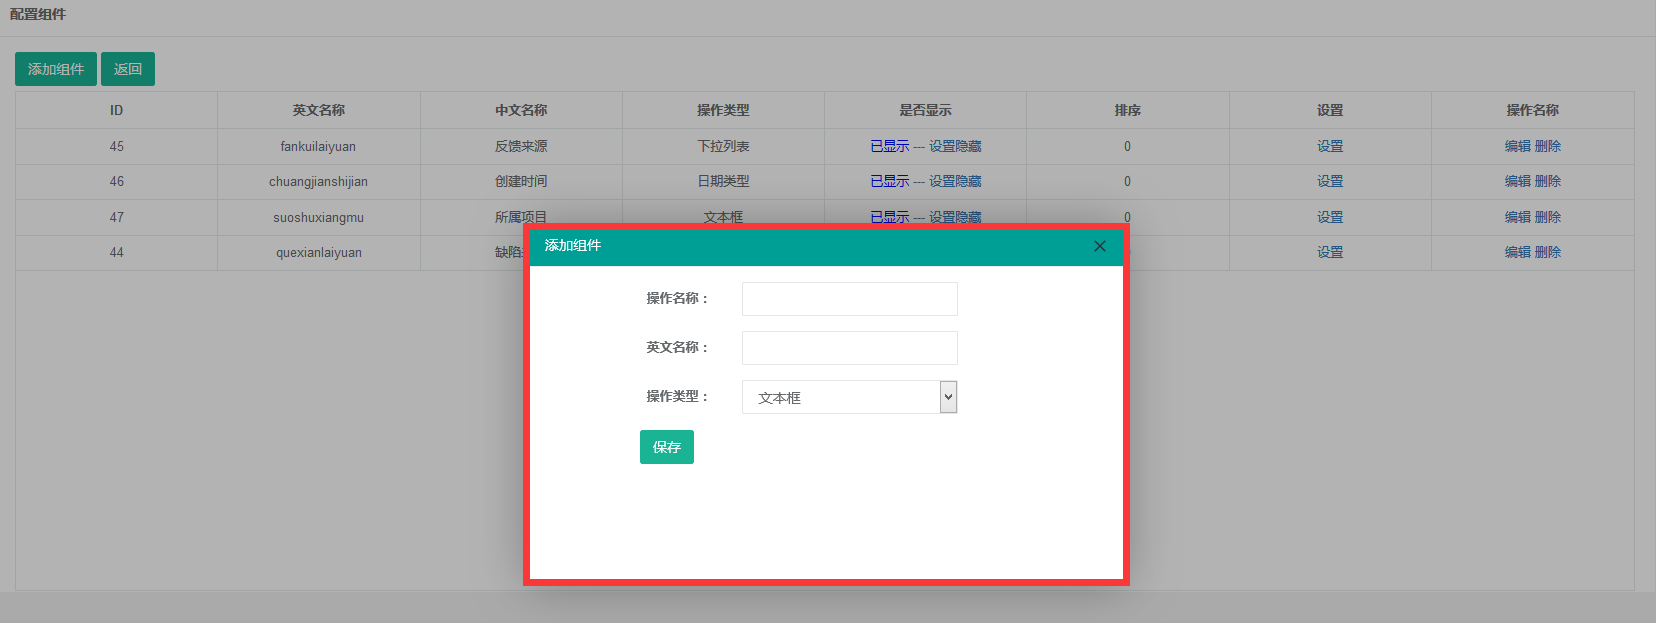 配置组件
添加组件 返回
ID 英文名称 中文名称 操作类型 是否显示 排序 设置 操作名称
45 fankuilaiyuan 反馈来源 下拉列表 已显示 --- 设置隐藏 0 设置 编辑 删除
46 chuangjianshijian 创建时间 日期类型 已显示 --- 设置隐藏 0 设置 编辑 删除
47 suoshuxiangmu 所属项目 文本框 已显示 --- 设置隐藏 0 设置 编辑 删除
44 quexianlaiyuan 缺陷 设置 编辑 删除
添加组件
操作名称：
英文名称：
操作类型： 文本框
保存